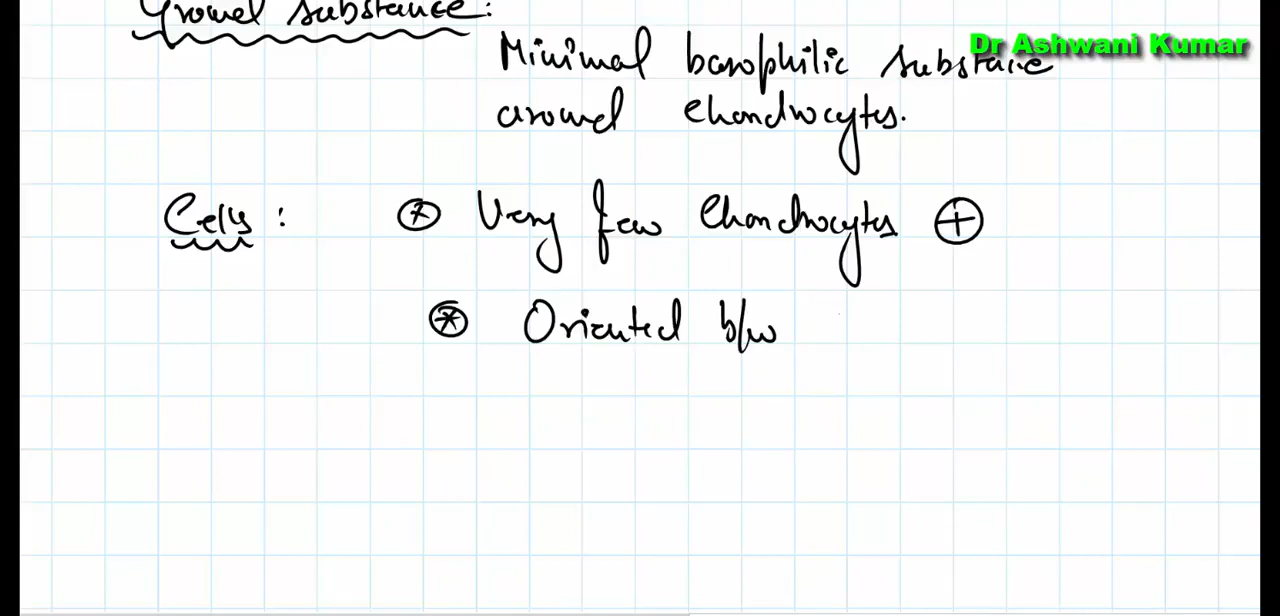 Ground substance:
Dr Ashwani Kumar
Minimal basophilic substance
around chondrocytes.
Cells : * Very few chondrocytes +
* Oriented b/w